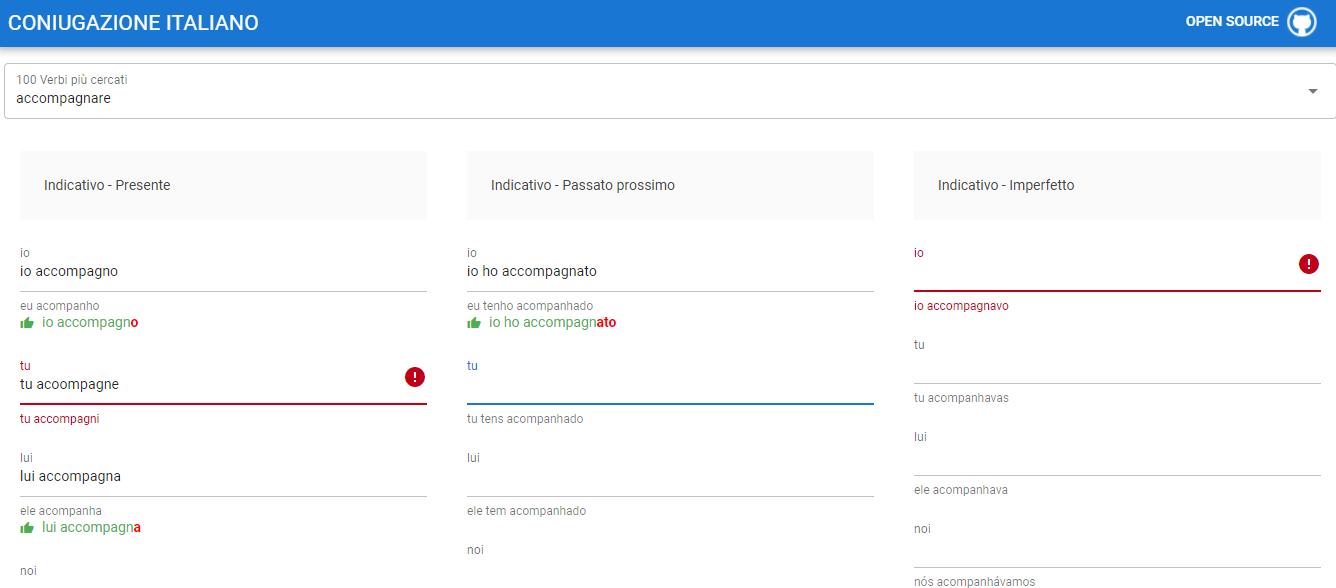 CONIUGAZIONE ITALIANO
OPEN SOURCE
100 Verbi più cercati
accompagnare
Indicativo - Presente
io
io accompagno
eu acompanho
io accompagno
tu
tu acoompagne
tu accompagni
lui
lui accompagna
ele acompanha
lui accompagna
noi
Indicativo - Passato prossimo
io
io ho accompagnato
eu tenho acompanhado
io ho accompagnato
tu
tu tens acompanhado
lui
ele tem acompanhado
noi
Indicativo - Imperfetto
io
io accompagnavo
tu
tu acompanhavas
lui
ele acompanhava
noi
nós acompanhávamos